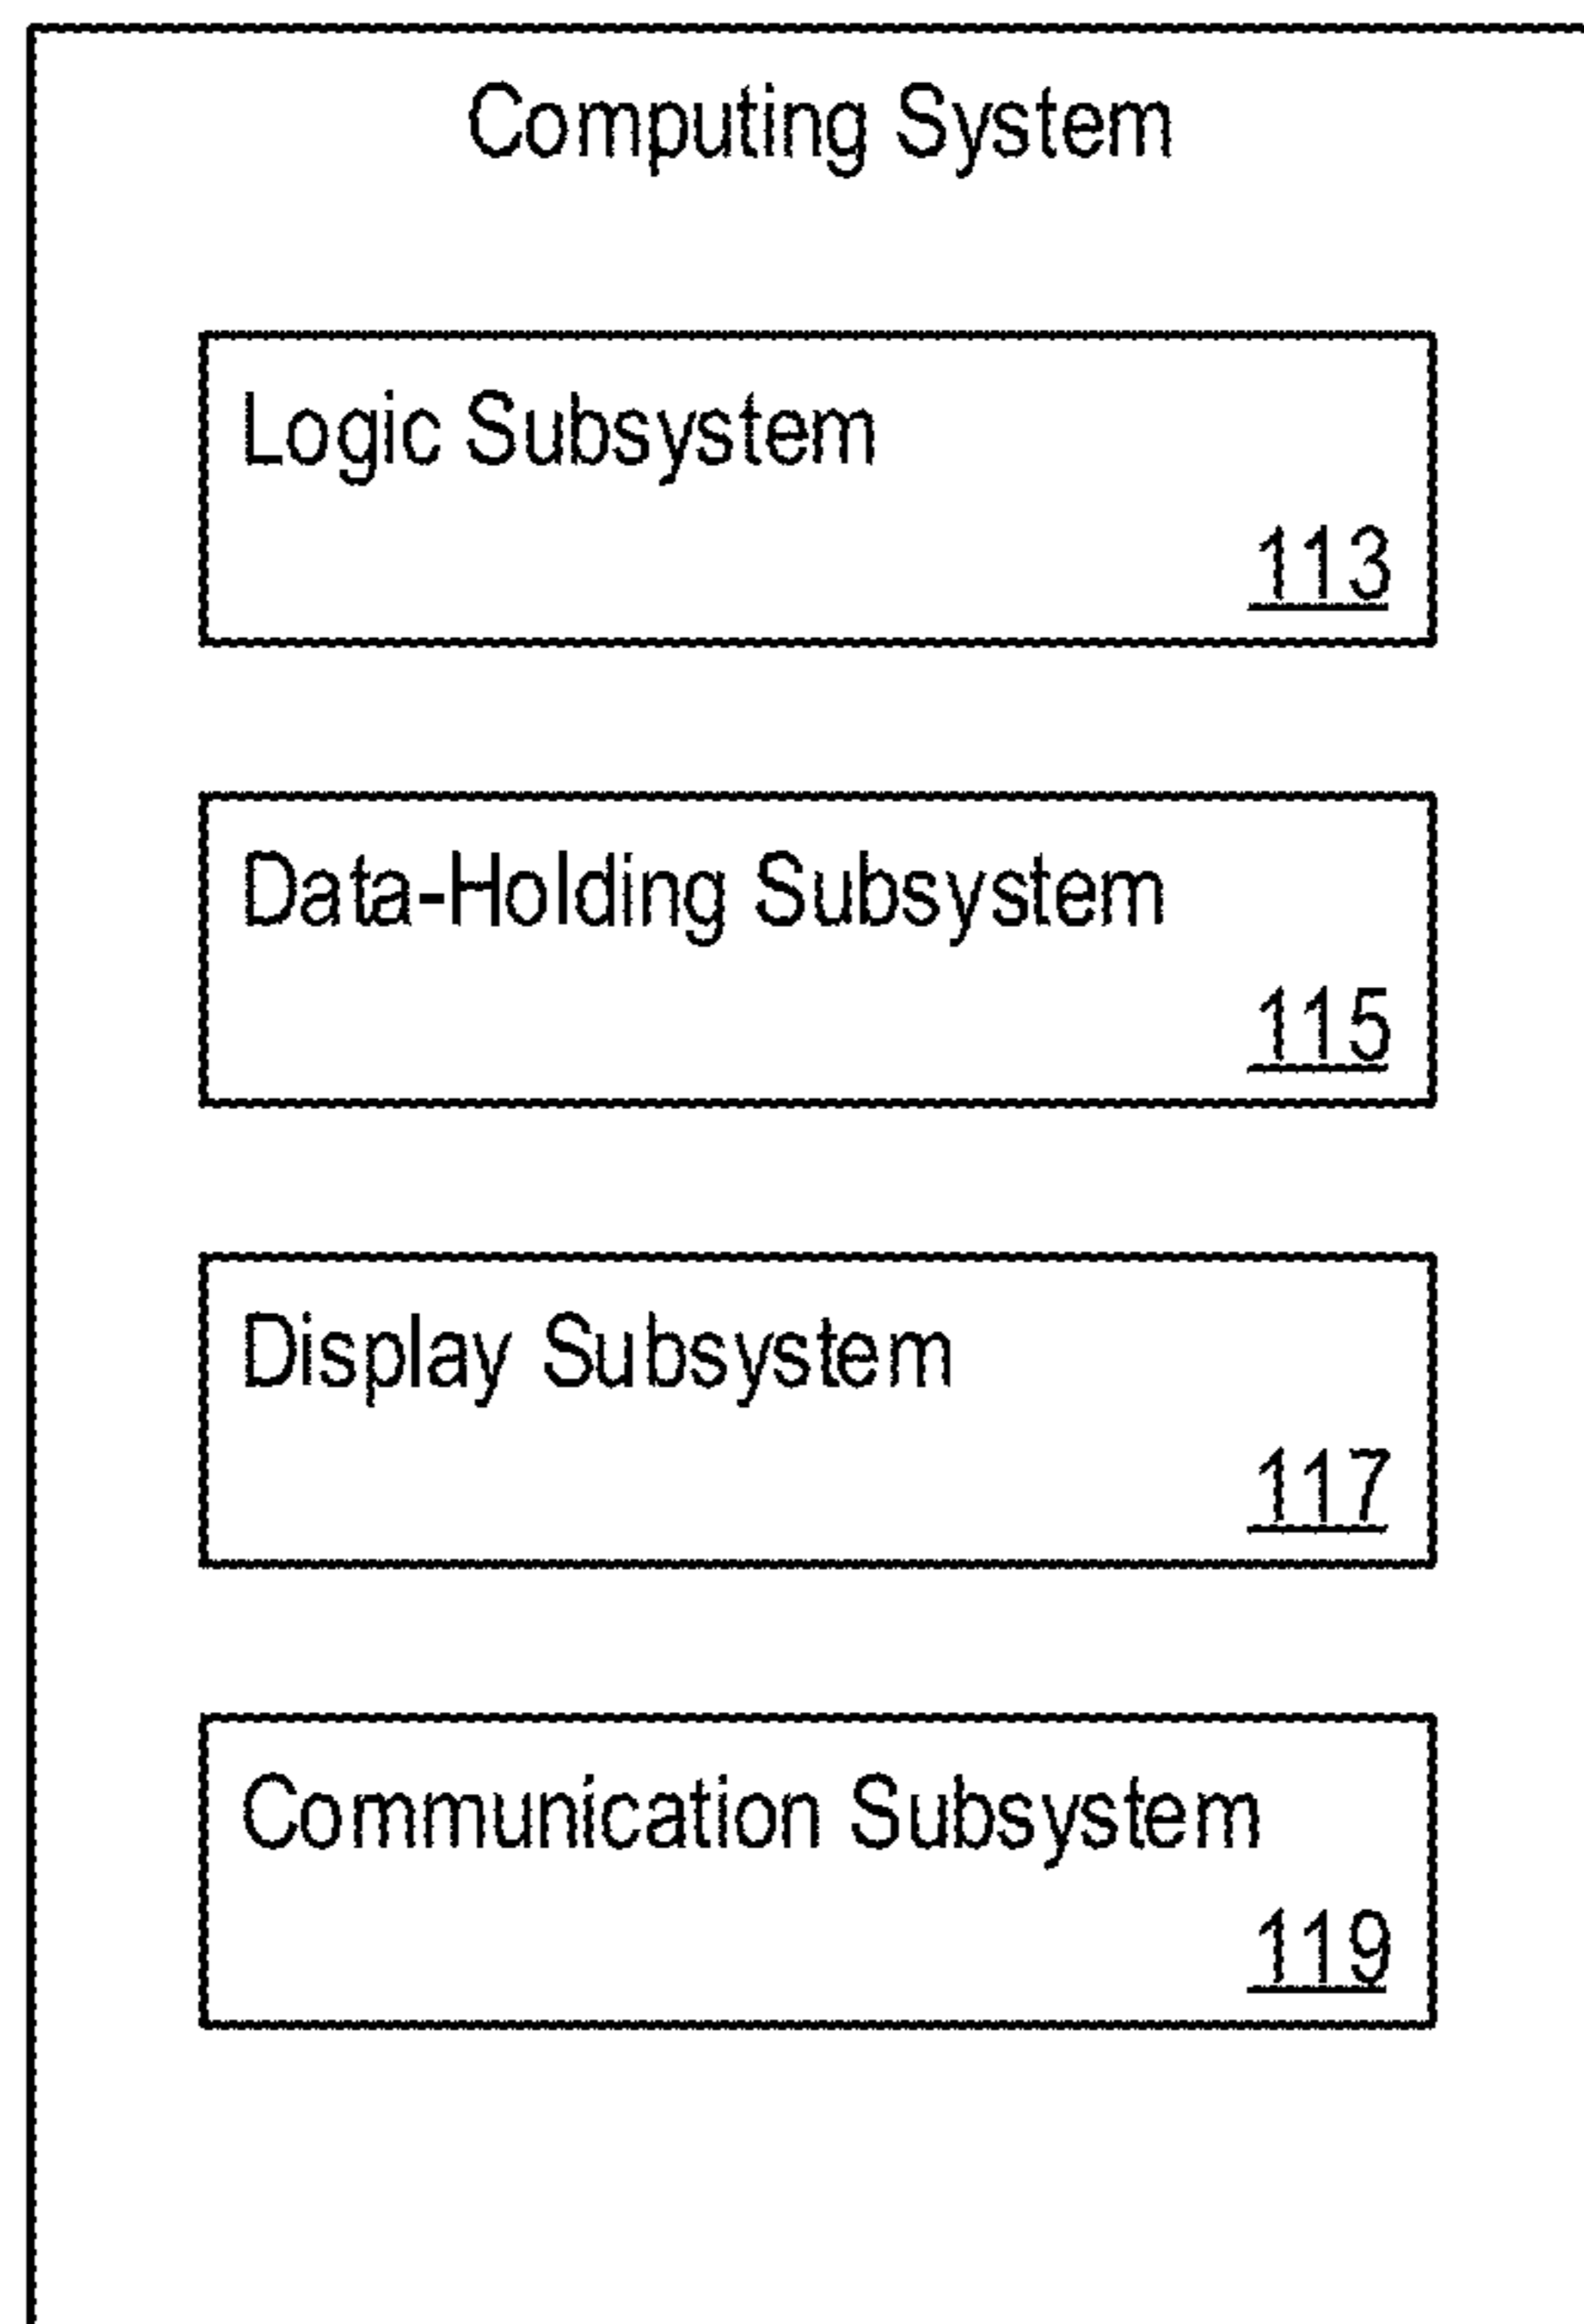 Computing System
Logic Subsystem
113
Data-Holding Subsystem
115
Display Subsystem
117
Communication Subsystem
119